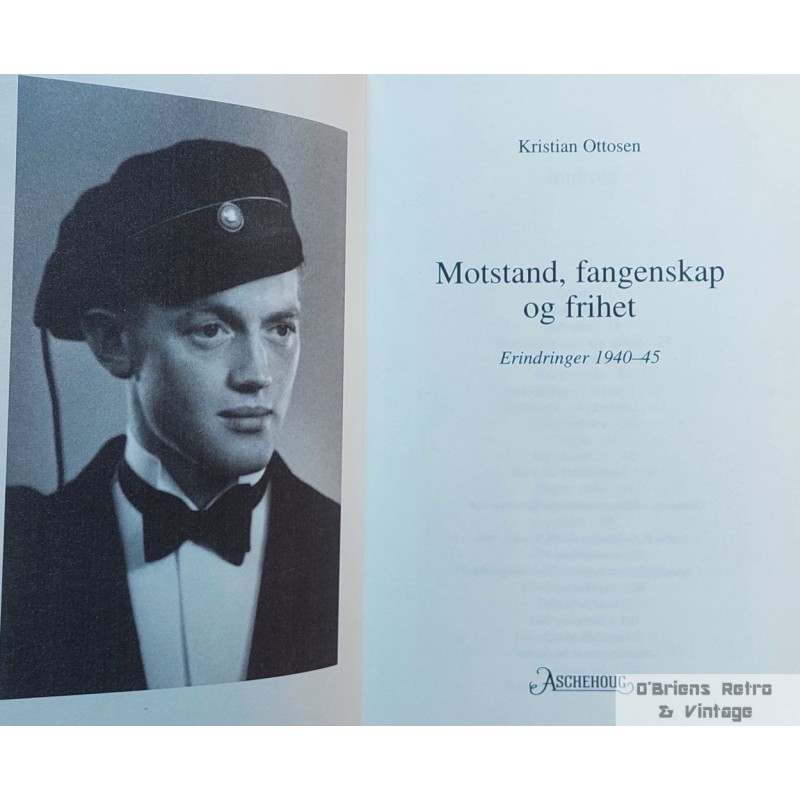 Kristian Ottosen
Motstand, fangenskap
og frihet
Erindringer 1940–45
ASCHEHOUG
O'Briens Retro
& Vintage